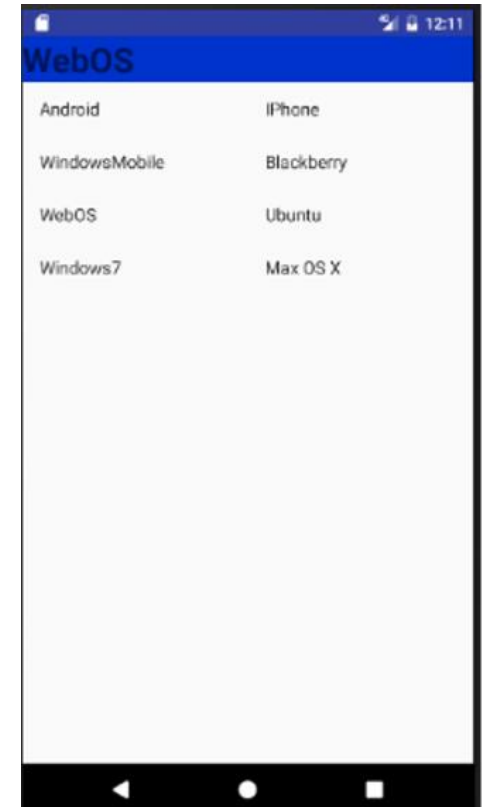 12:11
WebOS
Android IPhone
WindowsMobile Blackberry
WebOS Ubuntu
Windows7 Max OS X